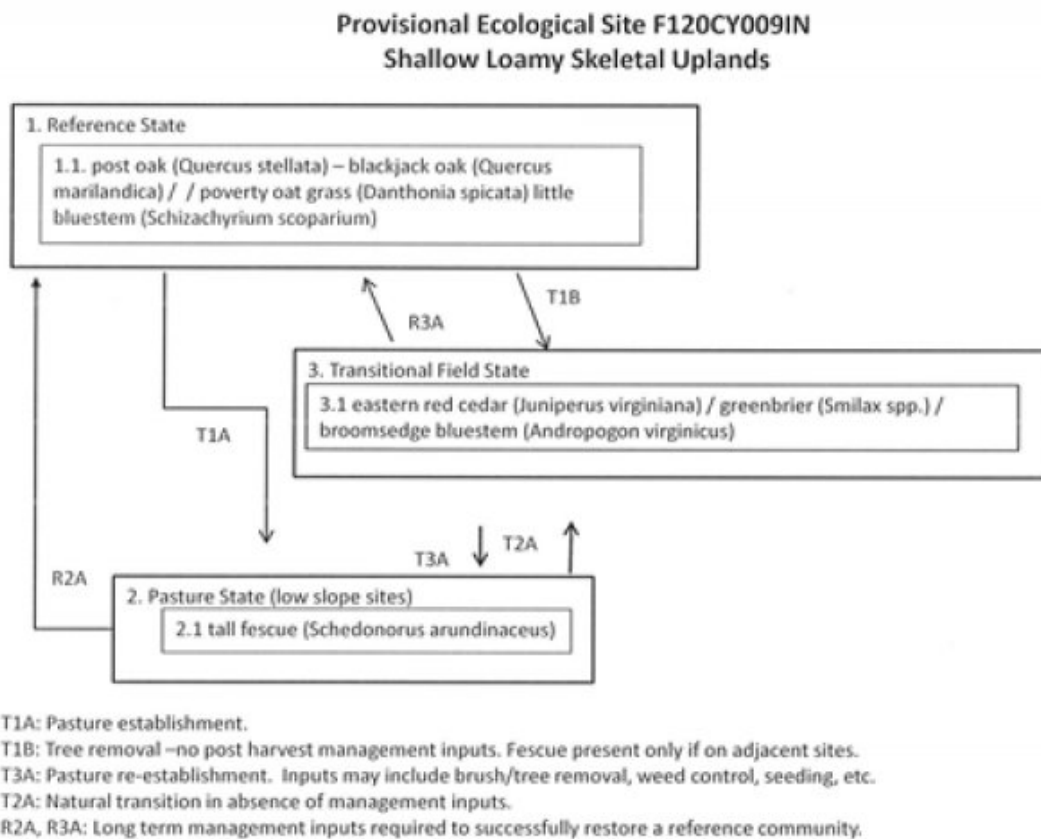 Provisional Ecological Site F120CY009IN
Shallow Loamy Skeletal Uplands
1. Reference State
1.1. post oak (Quercus stellata) – blackjack oak (Quercus
marilandica) / / poverty oat grass (Danthonia spicata) little
bluestem (Schizachyrium scoparium)
T1B
R3A
3. Transitional Field State
3.1 eastern red cedar (Juniperus virginiana) / greenbrier (Smilax spp.) /
broomsedge bluestem (Andropogon virginicus)
T1A
T3A
T2A
R2A
2. Pasture State (low slope sites)
2.1 tall fescue (Schedonorus arundinaceus)
T1A: Pasture establishment.
T1B: Tree removal –no post harvest management inputs. Fescue present only if on adjacent sites.
T3A: Pasture re-establishment. Inputs may include brush/tree removal, weed control, seeding, etc.
T2A: Natural transition in absence of management inputs.
R2A, R3A: Long term management inputs required to successfully restore a reference community.